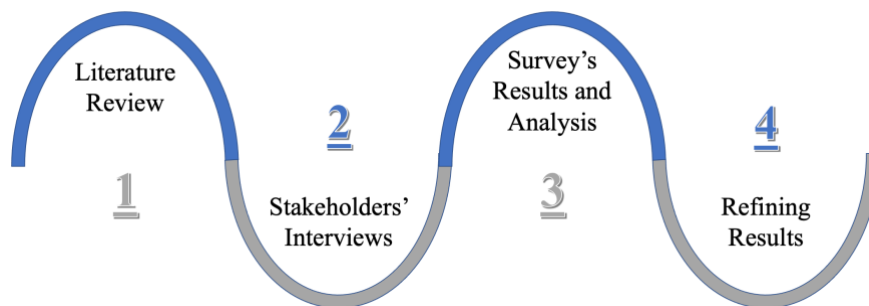 Literature
Review
1
2
Stakeholders'
Interviews
Survey's
Results and
Analysis
3
4
Refining
Results